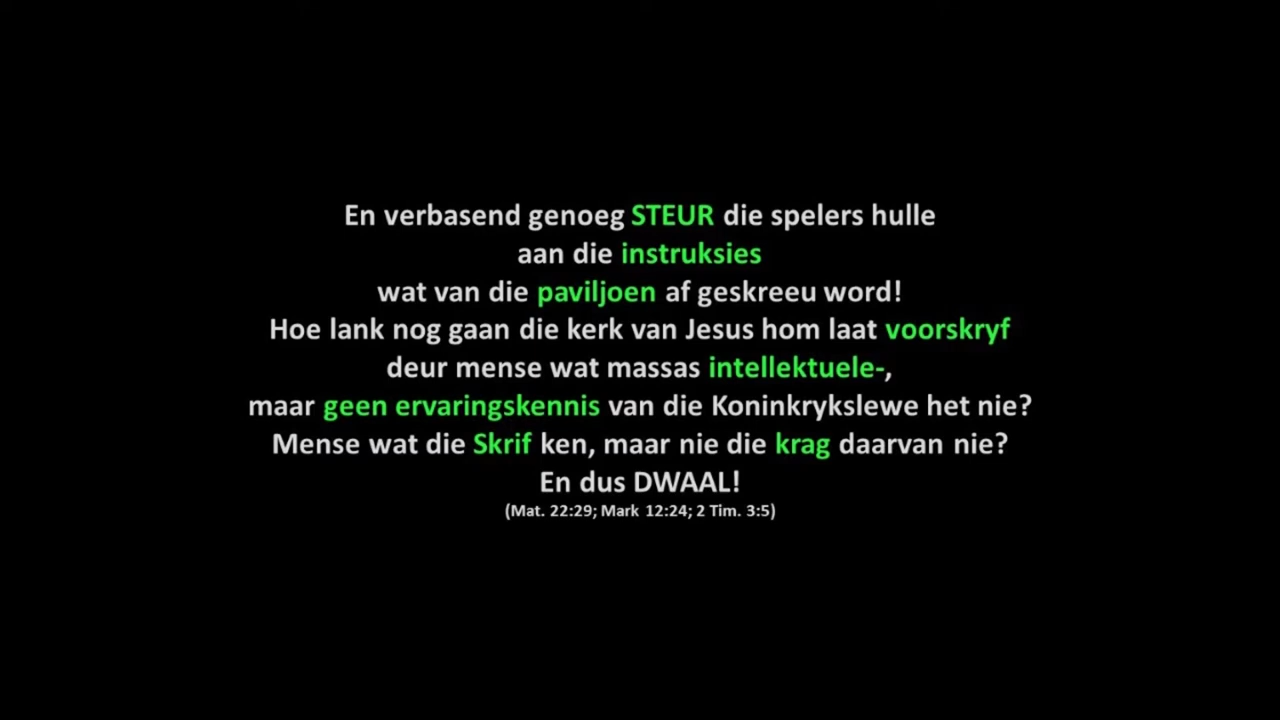 En verbasend genoeg STEUR die spelers hulle
aan die instruksies
wat van die paviljoen af geskreeu word!
Hoe lank nog gaan die kerk van Jesus hom laat voorskryf
deur mense wat massas intellektuele-,
maar geen ervaringskennis van die Koninkrykslewe het nie?
Mense wat die Skrif ken, maar nie die krag daarvan nie?
En dus DWAAL!
(Mat. 22:29; Mark 12:24; 2 Tim. 3:5)